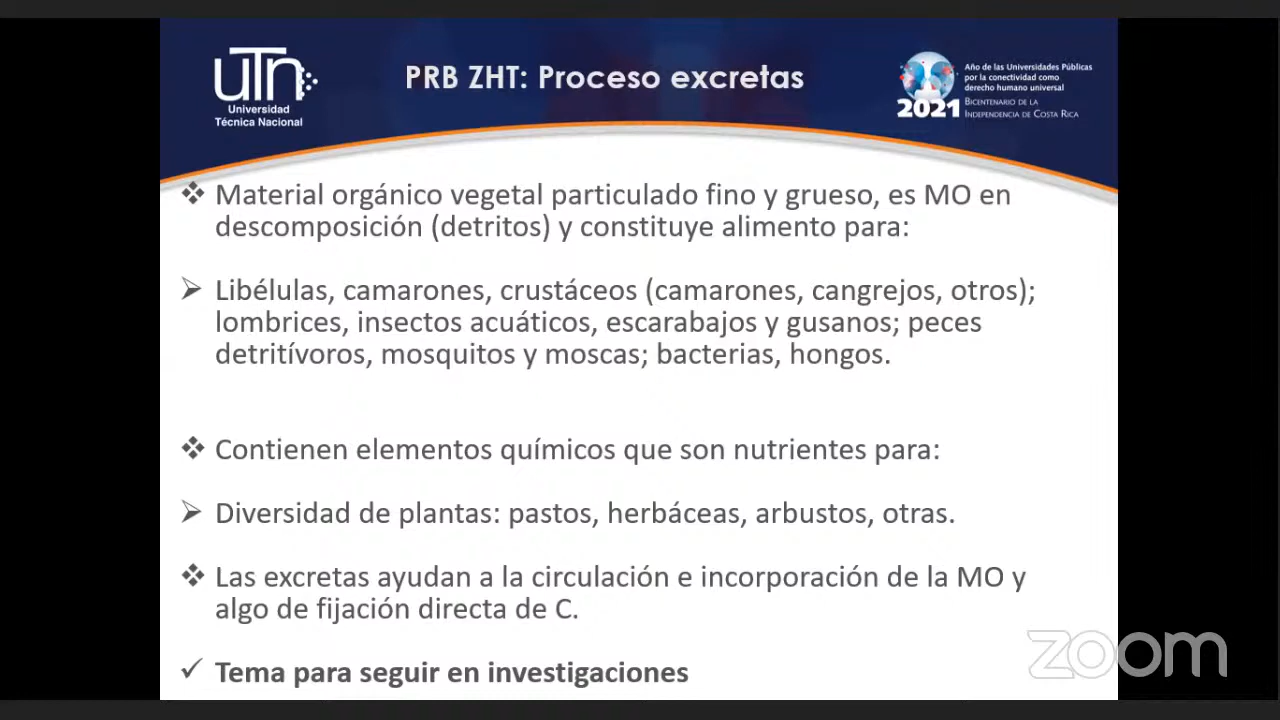 UTn
Universidad
Técnica Nacional
PRB ZHT: Proceso excretas
2021
Año de las Universidades Públicas
por la conectividad como
derecho humano universal
Bicentenario de la
Independencia de Costa Rica
❖ Material orgánico vegetal particulado fino y grueso, es MO en
descomposición (detritos) y constituye alimento para:
➢ Libélulas, camarones, crustáceos (camarones, cangrejos, otros);
lombrices, insectos acuáticos, escarabajos y gusanos; peces
detritívoros, mosquitos y moscas; bacterias, hongos.
❖ Contienen elementos químicos que son nutrientes para:
➢ Diversidad de plantas: pastos, herbáceas, arbustos, otras.
❖ Las excretas ayudan a la circulación e incorporación de la MO y
algo de fijación directa de C.
✓ Tema para seguir en investigaciones
zoom